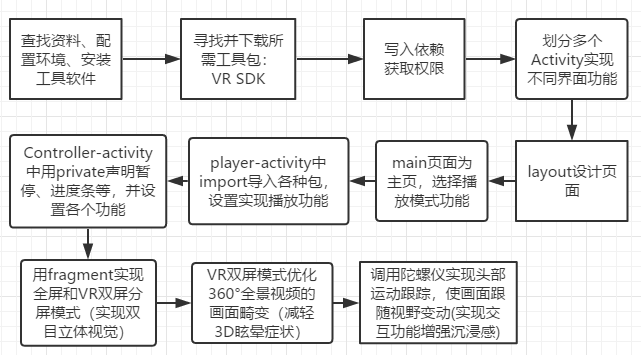 查找资料、配
置环境、安装
工具软件
寻找并下载所
需工具包：
VR SDK
写入依赖
获取权限
划分多个
Activity实现
不同界面功能
layout设计页
面
main页面为
主页，选择播
放模式功能
player-activity中
import导入各种包，
设置实现播放功能
Controller-activity
中用private声明暂
停、进度条等，并设
置各个功能
用fragment实现
全屏和VR双屏分
屏模式（实现双
目立体视觉）
VR双屏模式优化
360°全景视频的
画面畸变（减轻
3D眩晕症状）
调用陀螺仪实现头部
运动跟踪，使画面跟
随视野变动(实现交
互功能增强沉浸感)